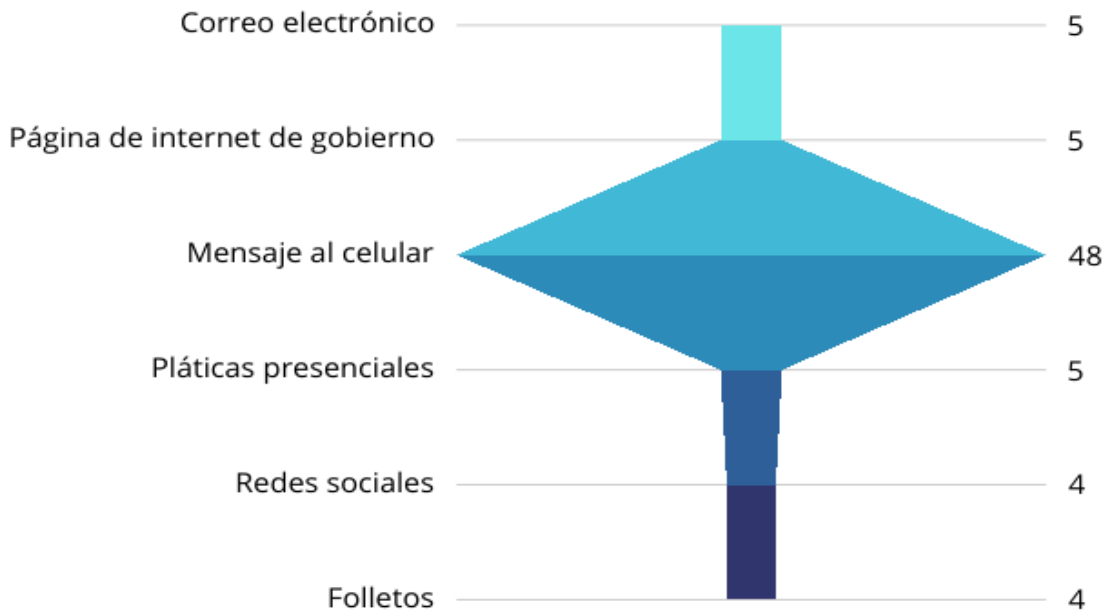 Correo electrónico 5
Página de internet de gobierno 5
Mensaje al celular 48
Pláticas presenciales 5
Redes sociales 4
Folletos 4